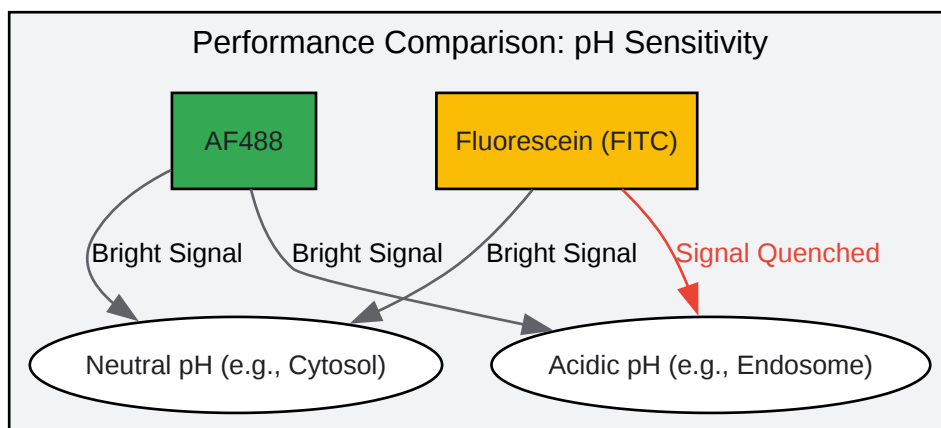 Performance Comparison: pH Sensitivity
AF488
Fluorescein (FITC)
Bright Signal
Bright Signal
Bright Signal
Signal Quenched
Neutral pH (e.g., Cytosol)
Acidic pH (e.g., Endosome)